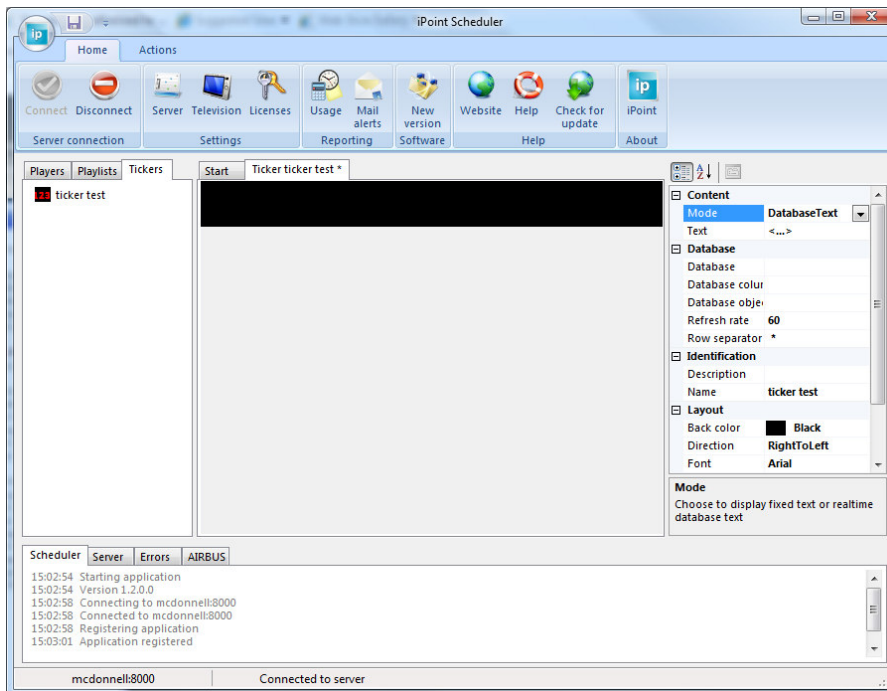 iPoint Scheduler
ip
Home Actions
Connect Disconnect Server Television Licenses Usage Mail alerts New version Website Help Check for update ip iPoint
Server connection Settings Reporting Software Help About
Players Playlists Tickers
Start Ticker ticker test *
123 ticker test
Content
Mode DatabaseText
Text <...>
Database
Database
Database colur
Database obje
Refresh rate 60
Row separator *
Identification
Description
Name ticker test
Layout
Back color Black
Direction RightToLeft
Font Arial
Mode
Choose to display fixed text or realtime
database text
Scheduler Server Errors AIRBUS
15:02:54 Starting application
15:02:54 Version 1.2.0.0
15:02:58 Connecting to mcdonnell:8000
15:02:58 Connected to mcdonnell:8000
15:02:58 Registering application
15:03:01 Application registered
mcdonnell:8000 Connected to server